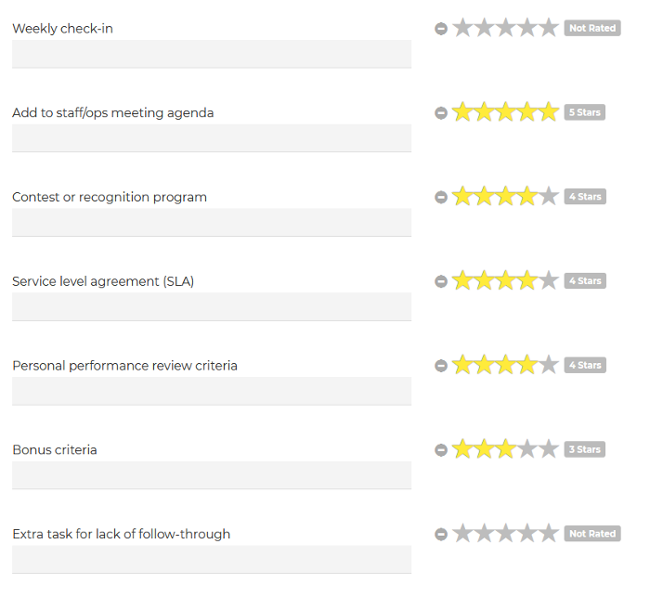 Weekly check-in
Not Rated
Add to staff/ops meeting agenda
5 Stars
Contest or recognition program
4 Stars
Service level agreement (SLA)
4 Stars
Personal performance review criteria
4 Stars
Bonus criteria
3 Stars
Extra task for lack of follow-through
Not Rated